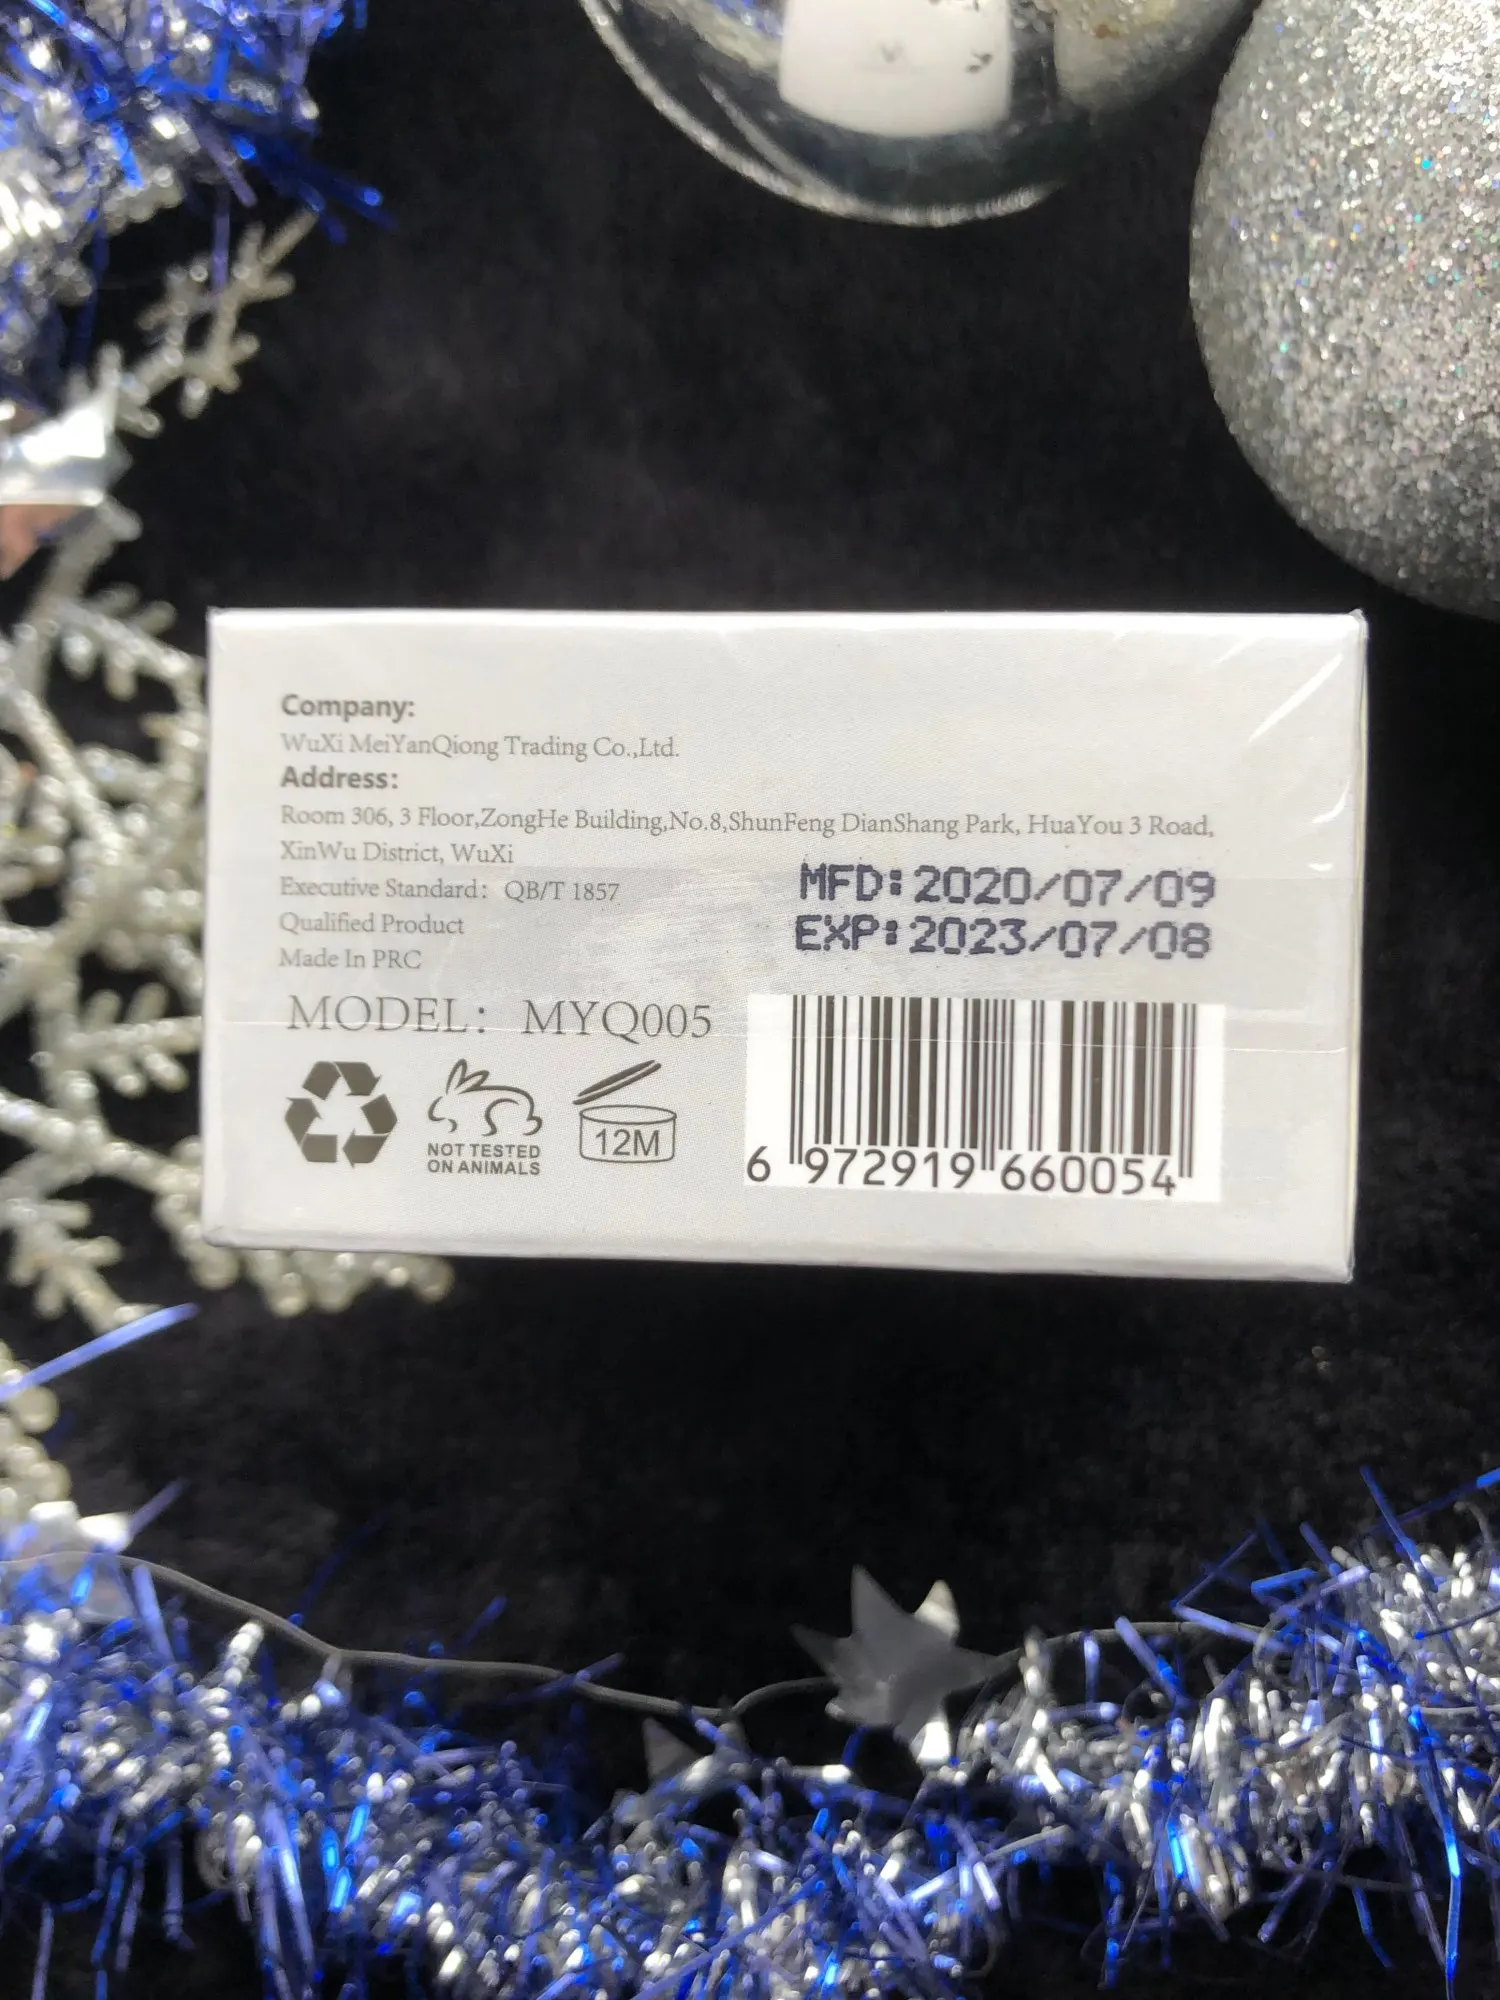 Company:
WuXi MeiYanQiong Trading Co.,Ltd.
Address:
Room 306, 3 Floor,ZongHe Building,No.8,ShunFeng DianShang Park, HuaYou 3 Road,
XinWu District, WuXi
Executive Standard: QB/T 1857
Qualified Product
Made In PRC
MFD:2020/07/09
EXP:2023/07/08
MODEL: MYQ005
NOT TESTED
ON ANIMALS
12M
6 972919 660054